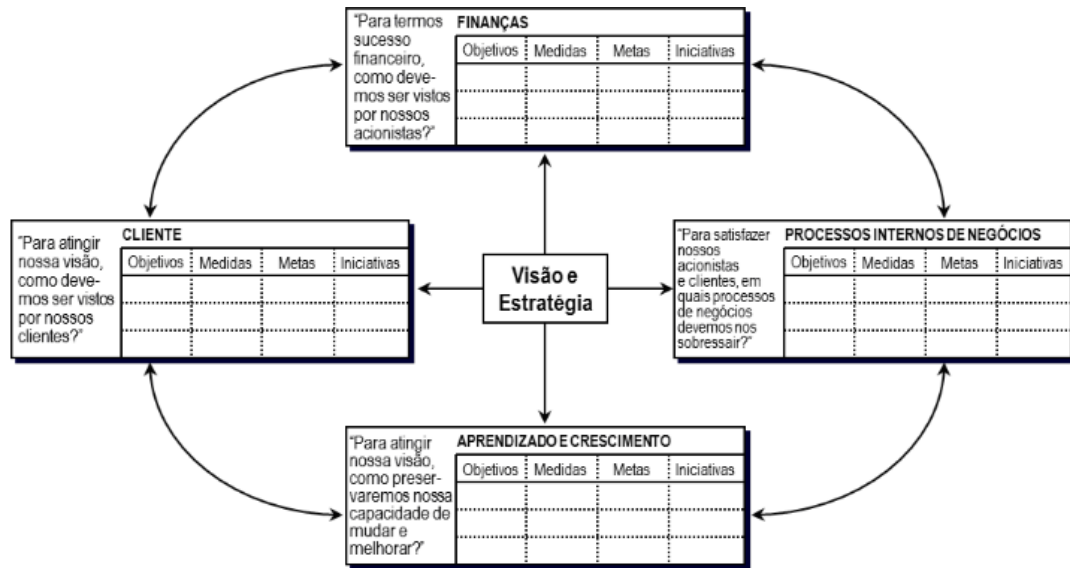 “Para termos
sucesso
financeiro,
como deve-
mos ser vistos
por nossos
acionistas?”
FINANÇAS
Objetivos Medidas Metas Iniciativas
“Para atingir
nossa visão,
como deve-
mos ser vistos
por nossos
clientes?”
CLIENTE
Objetivos Medidas Metas Iniciativas
Visão e
Estratégia
“Para satisfazer
nossos
acionistas
e clientes, em
quais processos
de negócios
devemos nos
sobressair?”
PROCESSOS INTERNOS DE NEGÓCIOS
Objetivos Medidas Metas Iniciativas
“Para atingir
nossa visão,
como preser-
varemos nossa
capacidade de
mudar e
melhorar?”
APRENDIZADO E CRESCIMENTO
Objetivos Medidas Metas Iniciativas